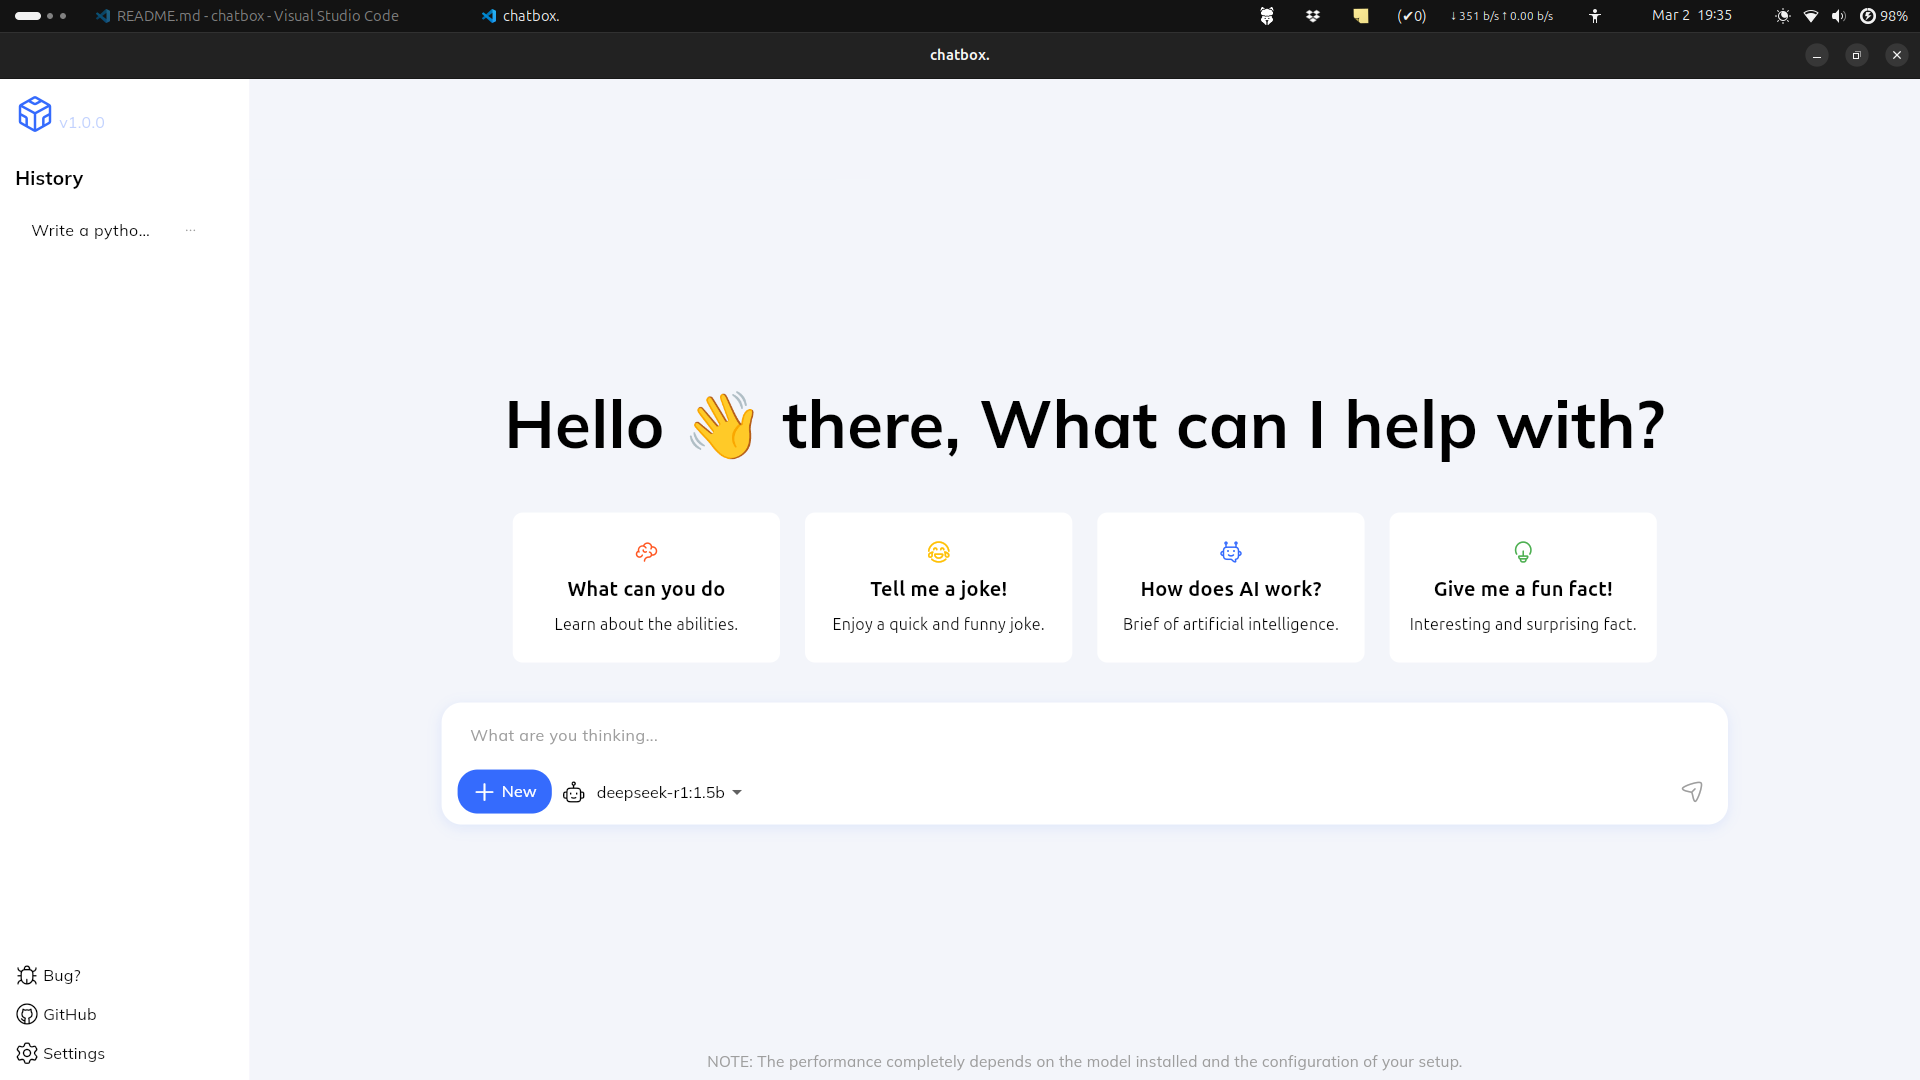 README.md - chatbox - Visual Studio Code
chatbox.
(✔0)
↓ 351 b/s ↑ 0.00 b/s
Mar 2 19:35
98%
chatbox.
v1.0.0
History
Write a pytho...
...
Hello 👋 there, What can I help with?
What can you do
Learn about the abilities.
Tell me a joke!
Enjoy a quick and funny joke.
How does AI work?
Brief of artificial intelligence.
Give me a fun fact!
Interesting and surprising fact.
What are you thinking...
New
deepseek-r1:1.5b
Bug?
GitHub
Settings
NOTE: The performance completely depends on the model installed and the configuration of your setup.